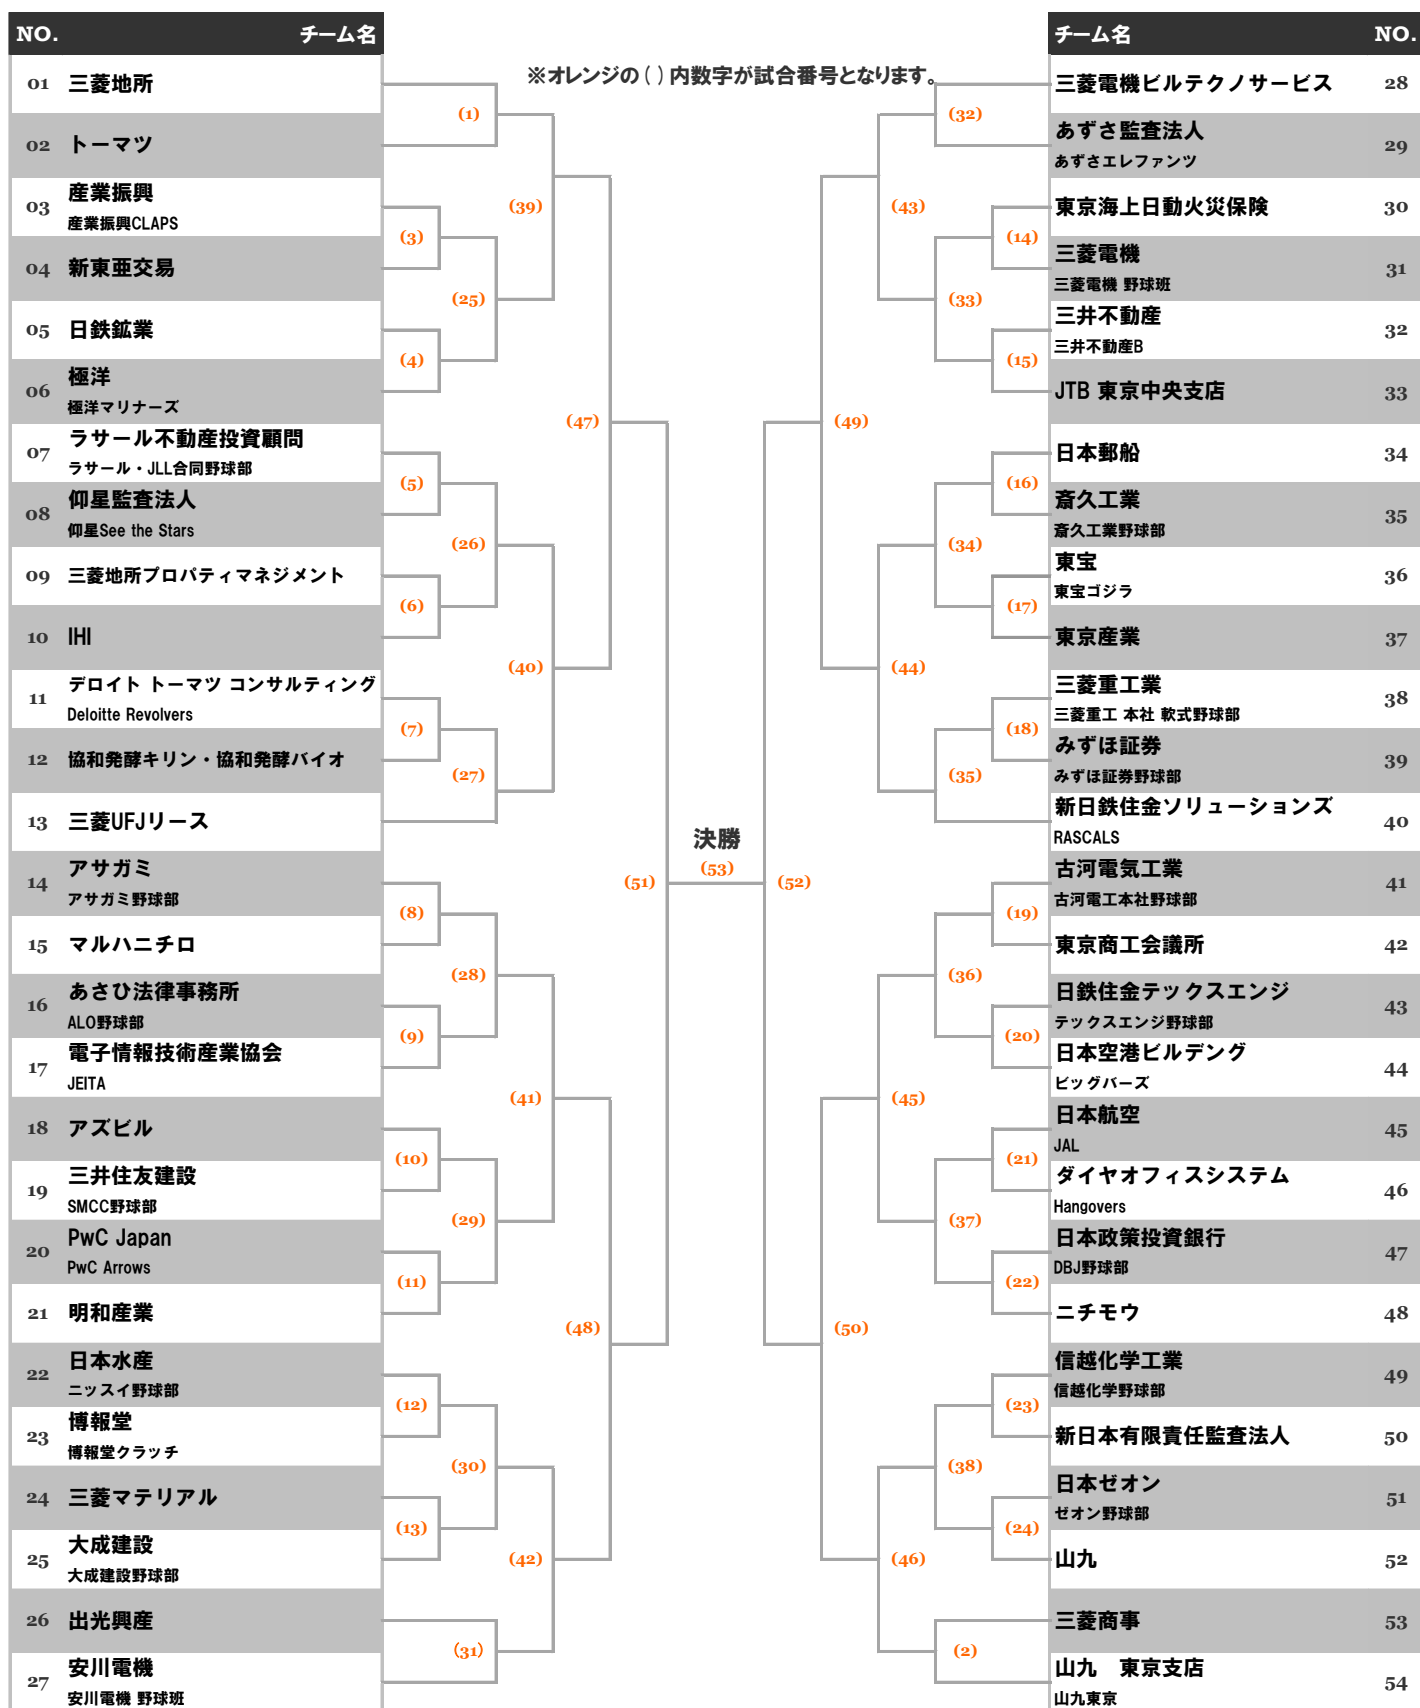 NO. チーム名
※オレンジの( )内数字が試合番号となります。
01 三菱地所
02 トーマツ
03 産業振興
産業振興CLAPS
04 新東亜交易
05 日鉄鉱業
06 極洋
極洋マリナーズ
07 ラサール不動産投資顧問
ラサール・JLL合同野球部
08 仰星監査法人
仰星See the Stars
09 三菱地所プロパティマネジメント
10 IHI
11 デロイト トーマツ コンサルティング
Deloitte Revolvers
12 協和発酵キリン・協和発酵バイオ
13 三菱UFJリース
14 アサガミ
アサガミ野球部
15 マルハニチロ
16 あさひ法律事務所
ALO野球部
17 電子情報技術産業協会
JEITA
18 アズビル
19 三井住友建設
SMCC野球部
20 PwC Japan
PwC Arrows
21 明和産業
22 日本水産
ニッスイ野球部
23 博報堂
博報堂クラッチ
24 三菱マテリアル
25 大成建設
大成建設野球部
26 出光興産
27 安川電機
安川電機 野球班
(1)
(3)
(4)
(5)
(6)
(7)
(8)
(9)
(10)
(11)
(12)
(13)
(25)
(26)
(27)
(28)
(29)
(30)
(31)
(39)
(40)
(41)
(42)
(47)
(48)
(51)
決勝
(53)
(52)
(49)
(50)
(43)
(44)
(45)
(46)
(32)
(33)
(34)
(35)
(36)
(37)
(38)
(2)
(14)
(15)
(16)
(17)
(18)
(19)
(20)
(21)
(22)
(23)
(24)
チーム名 NO.
三菱電機ビルテクノサービス 28
あずさ監査法人 29
あずさエレファンツ
東京海上日動火災保険 30
三菱電機 31
三菱電機 野球班
三井不動産 32
三井不動産B
JTB 東京中央支店 33
日本郵船 34
斎久工業 35
斎久工業野球部
東宝 36
東宝ゴジラ
東京産業 37
三菱重工業 38
三菱重工 本社 軟式野球部
みずほ証券 39
みずほ証券野球部
新日鉄住金ソリューションズ 40
RASCALS
古河電気工業 41
古河電工本社野球部
東京商工会議所 42
日鉄住金テックスエンジ 43
テックスエンジ野球部
日本空港ビルデング 44
ビッグバーズ
日本航空 45
JAL
ダイヤオフィスシステム 46
Hangovers
日本政策投資銀行 47
DBJ野球部
ニチモウ 48
信越化学工業 49
信越化学野球部
新日本有限責任監査法人 50
日本ゼオン 51
ゼオン野球部
山九 52
三菱商事 53
山九 東京支店 54
山九東京